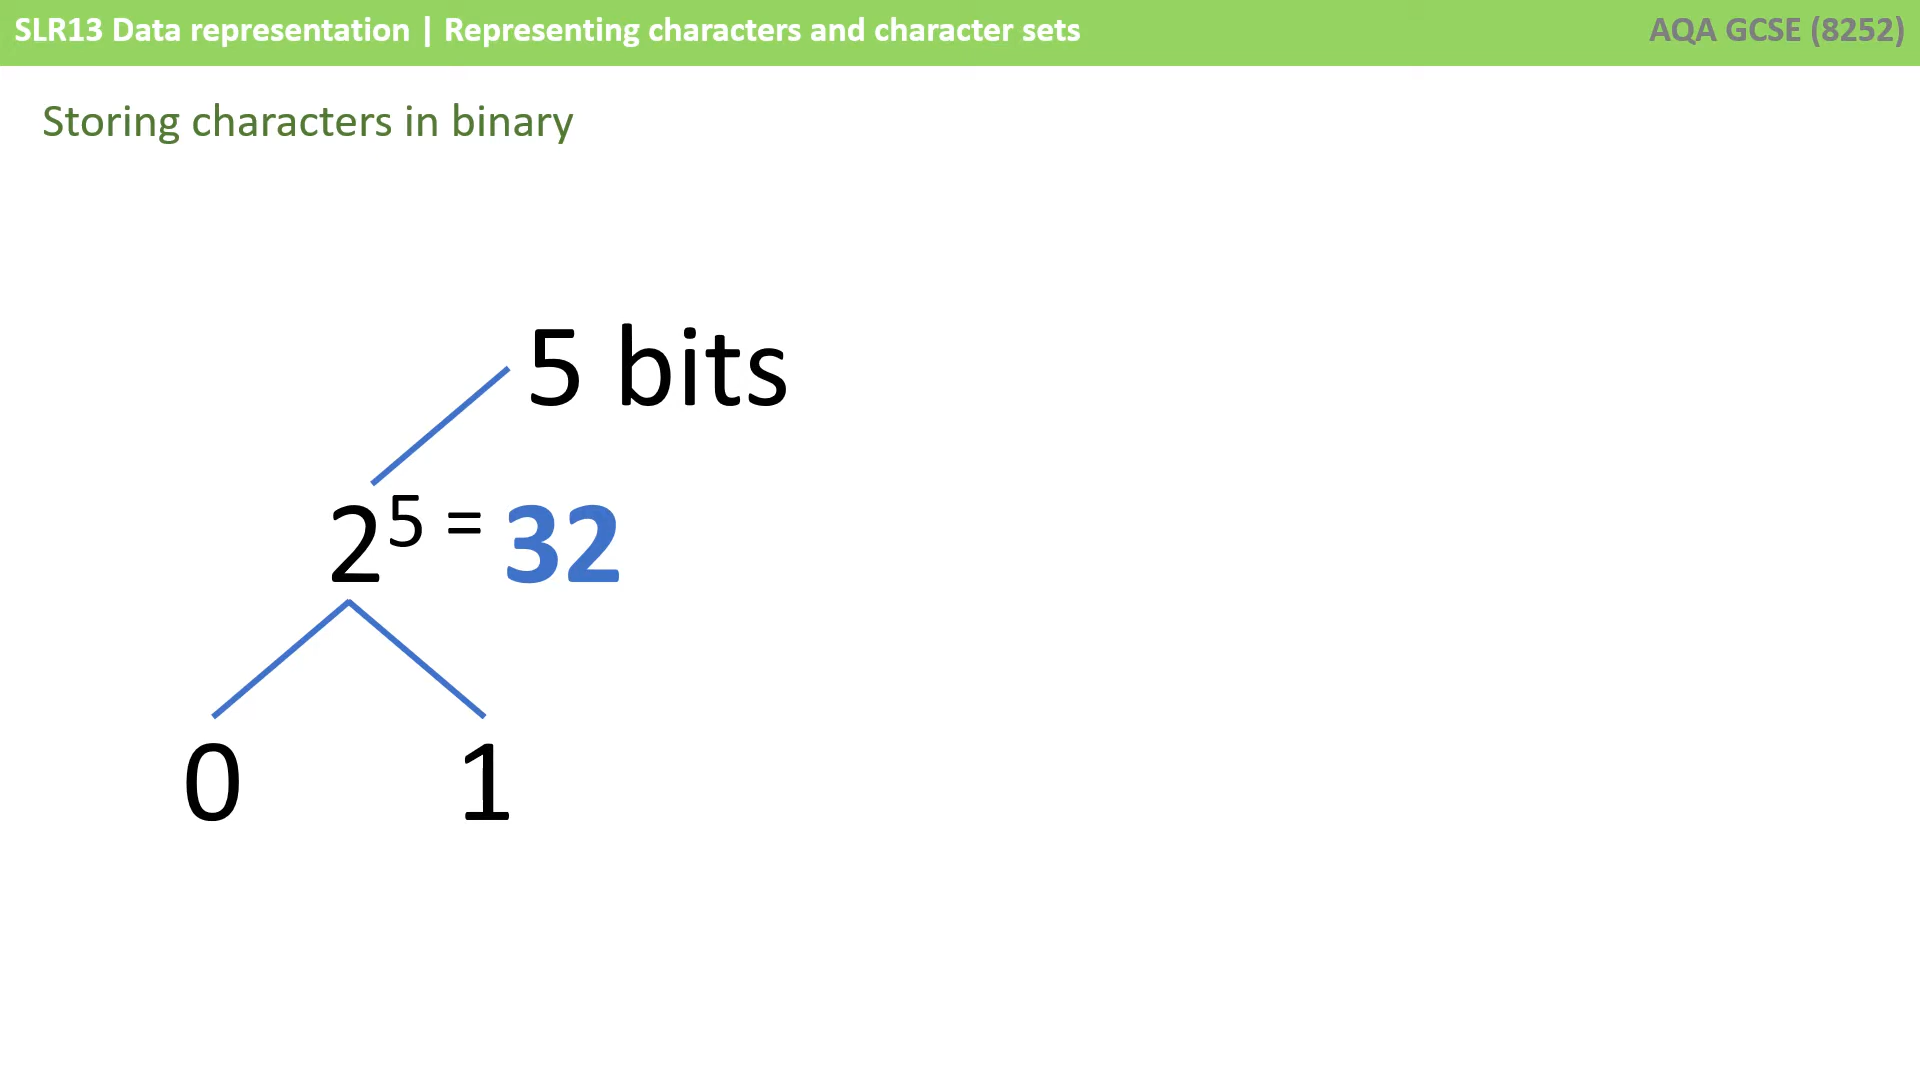 SLR13 Data representation | Representing characters and character sets
AQA GCSE (8252)
Storing characters in binary
5 bits
2⁵ = 32
0 1